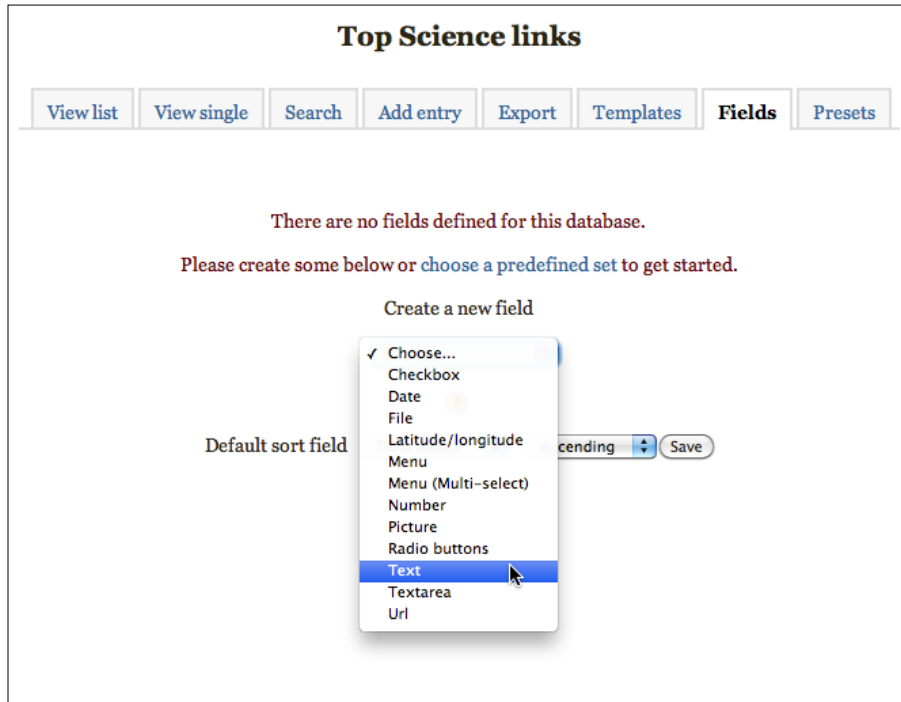 Top Science links
View list View single Search Add entry Export Templates Fields Presets
There are no fields defined for this database.
Please create some below or choose a predefined set to get started.
Create a new field
✓ Choose...
Checkbox
Date
File
Latitude/longitude
Default sort field cending Save
Menu
Menu (Multi-select)
Number
Picture
Radio buttons
Text
Textarea
Url